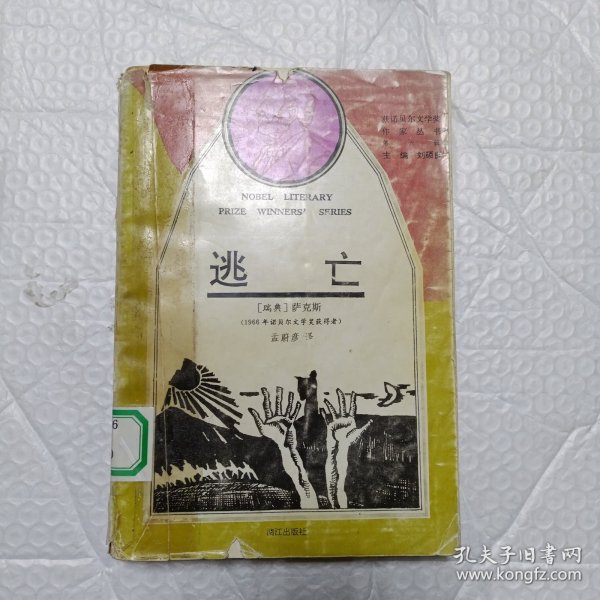 获诺贝尔文学奖
作家丛书
主编 刘硕良
NOBEL LITERARY
PRIZE WINNERS' SERIES
逃亡
[瑞典] 萨克斯
(1966年诺贝尔文学奖获得者)
孟蔚彦 译
6
漓江出版社
孔夫子旧书网
www.kongfz.com